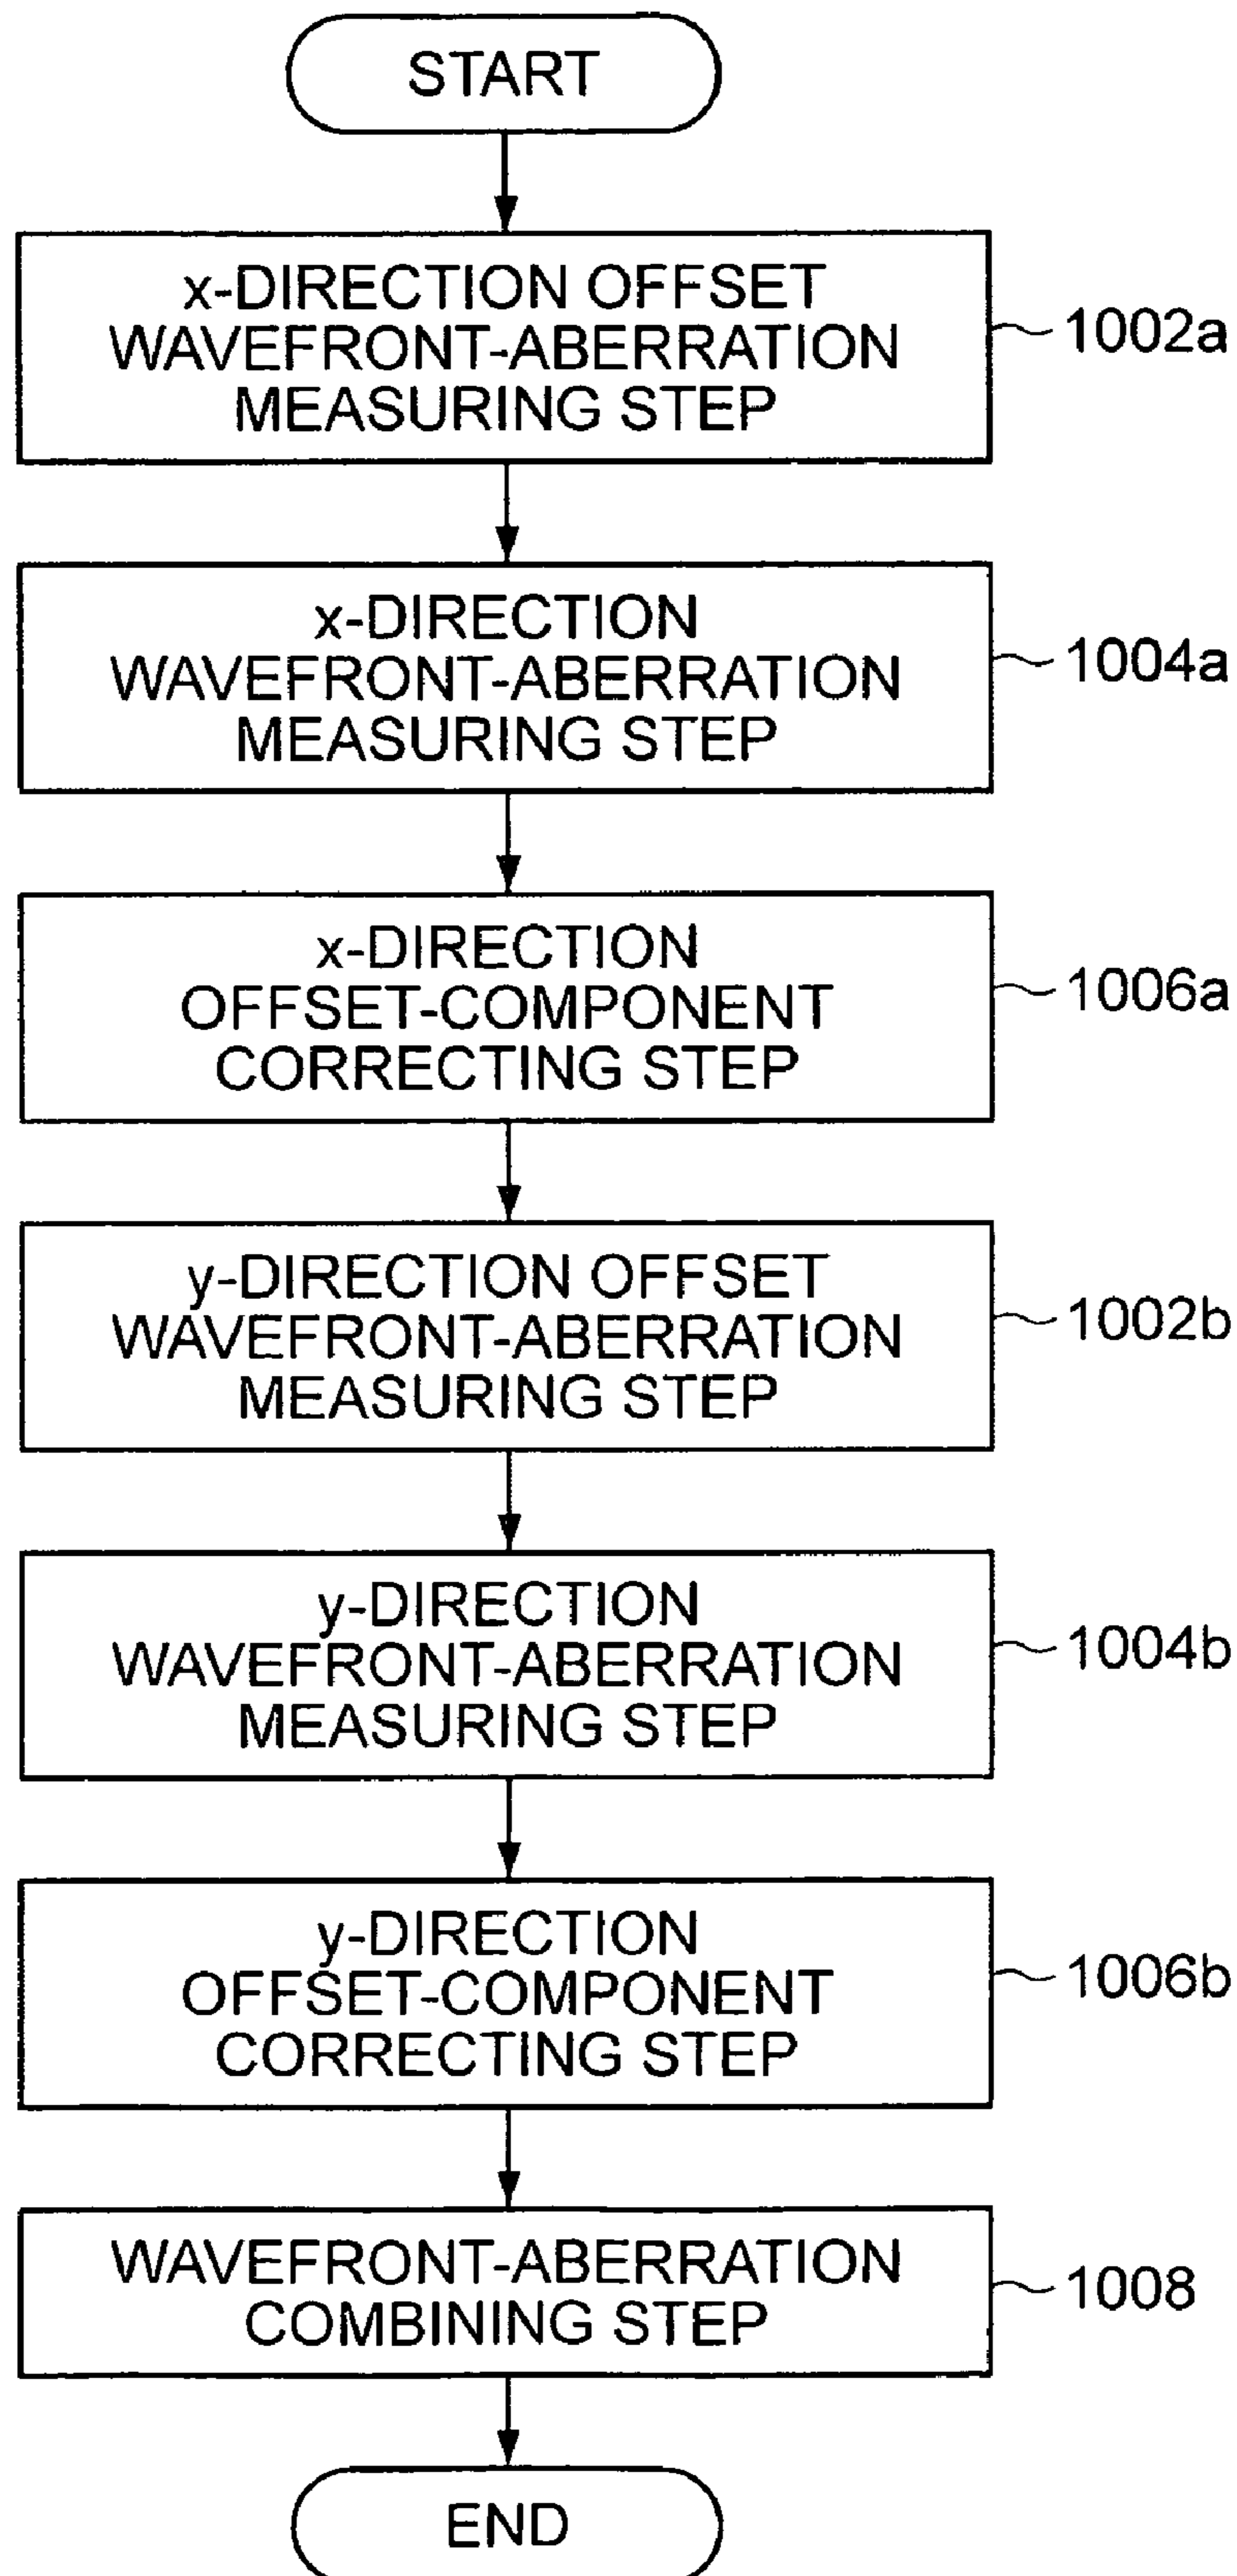 START
x-DIRECTION OFFSET
WAVEFRONT-ABERRATION
MEASURING STEP
1002a
x-DIRECTION
WAVEFRONT-ABERRATION
MEASURING STEP
1004a
x-DIRECTION
OFFSET-COMPONENT
CORRECTING STEP
1006a
y-DIRECTION OFFSET
WAVEFRONT-ABERRATION
MEASURING STEP
1002b
y-DIRECTION
WAVEFRONT-ABERRATION
MEASURING STEP
1004b
y-DIRECTION
OFFSET-COMPONENT
CORRECTING STEP
1006b
WAVEFRONT-ABERRATION
COMBINING STEP
1008
END